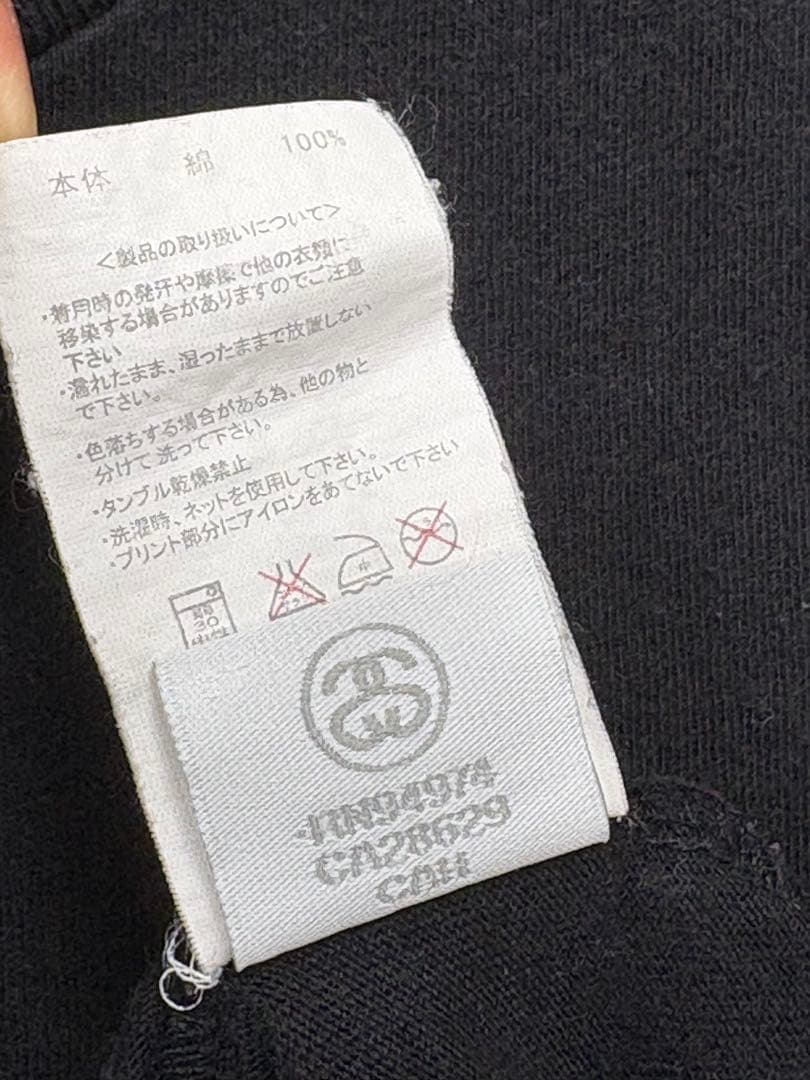 本体 綿 100%
<製品の取り扱いについて>
・着用時の発汗や摩擦で他の衣類に
移染する場合がありますのでご注意
下さい
・濡れたまま、湿ったままで放置しない
で下さい。
・色落ちする場合がある為、他の物と
分けて洗って下さい。
・タンブル乾燥禁止
・洗濯時、ネットを使用して下さい。
・プリント部分にアイロンをあてないで下さい
中
30
RN94974
CA28629